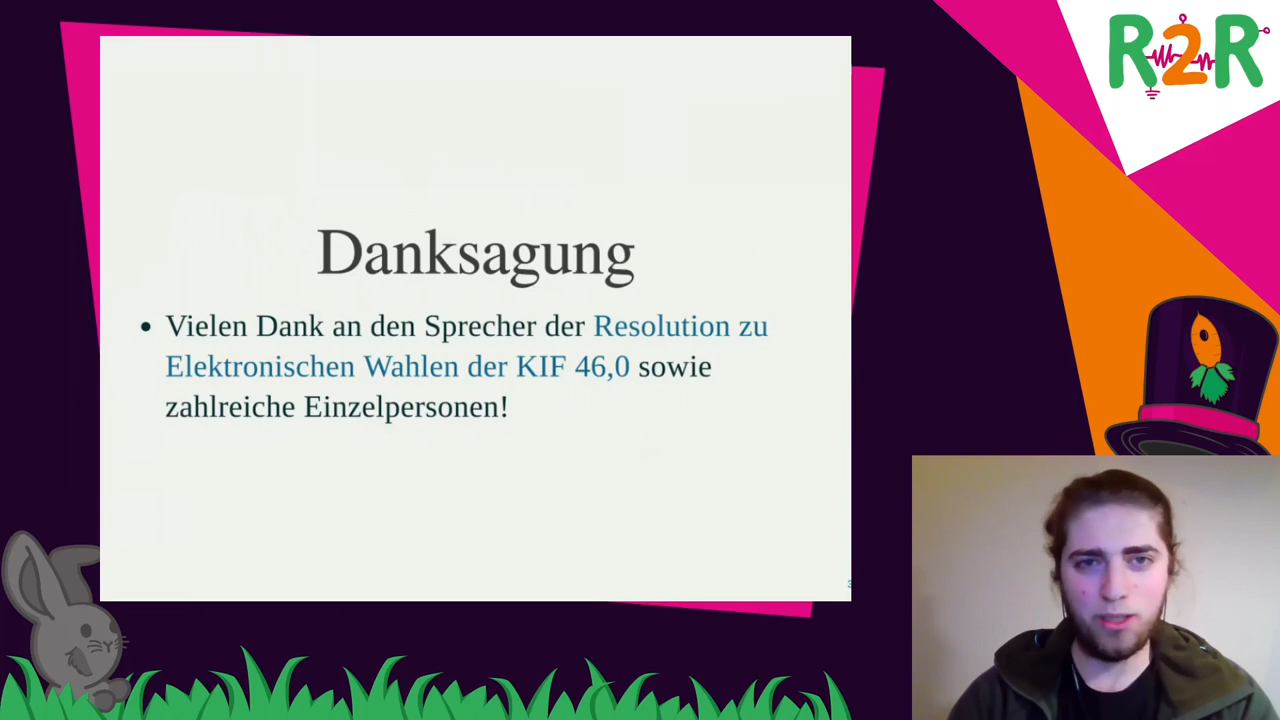 R2R
Danksagung
• Vielen Dank an den Sprecher der Resolution zu
Elektronischen Wahlen der KIF 46,0 sowie
zahlreiche Einzelpersonen!